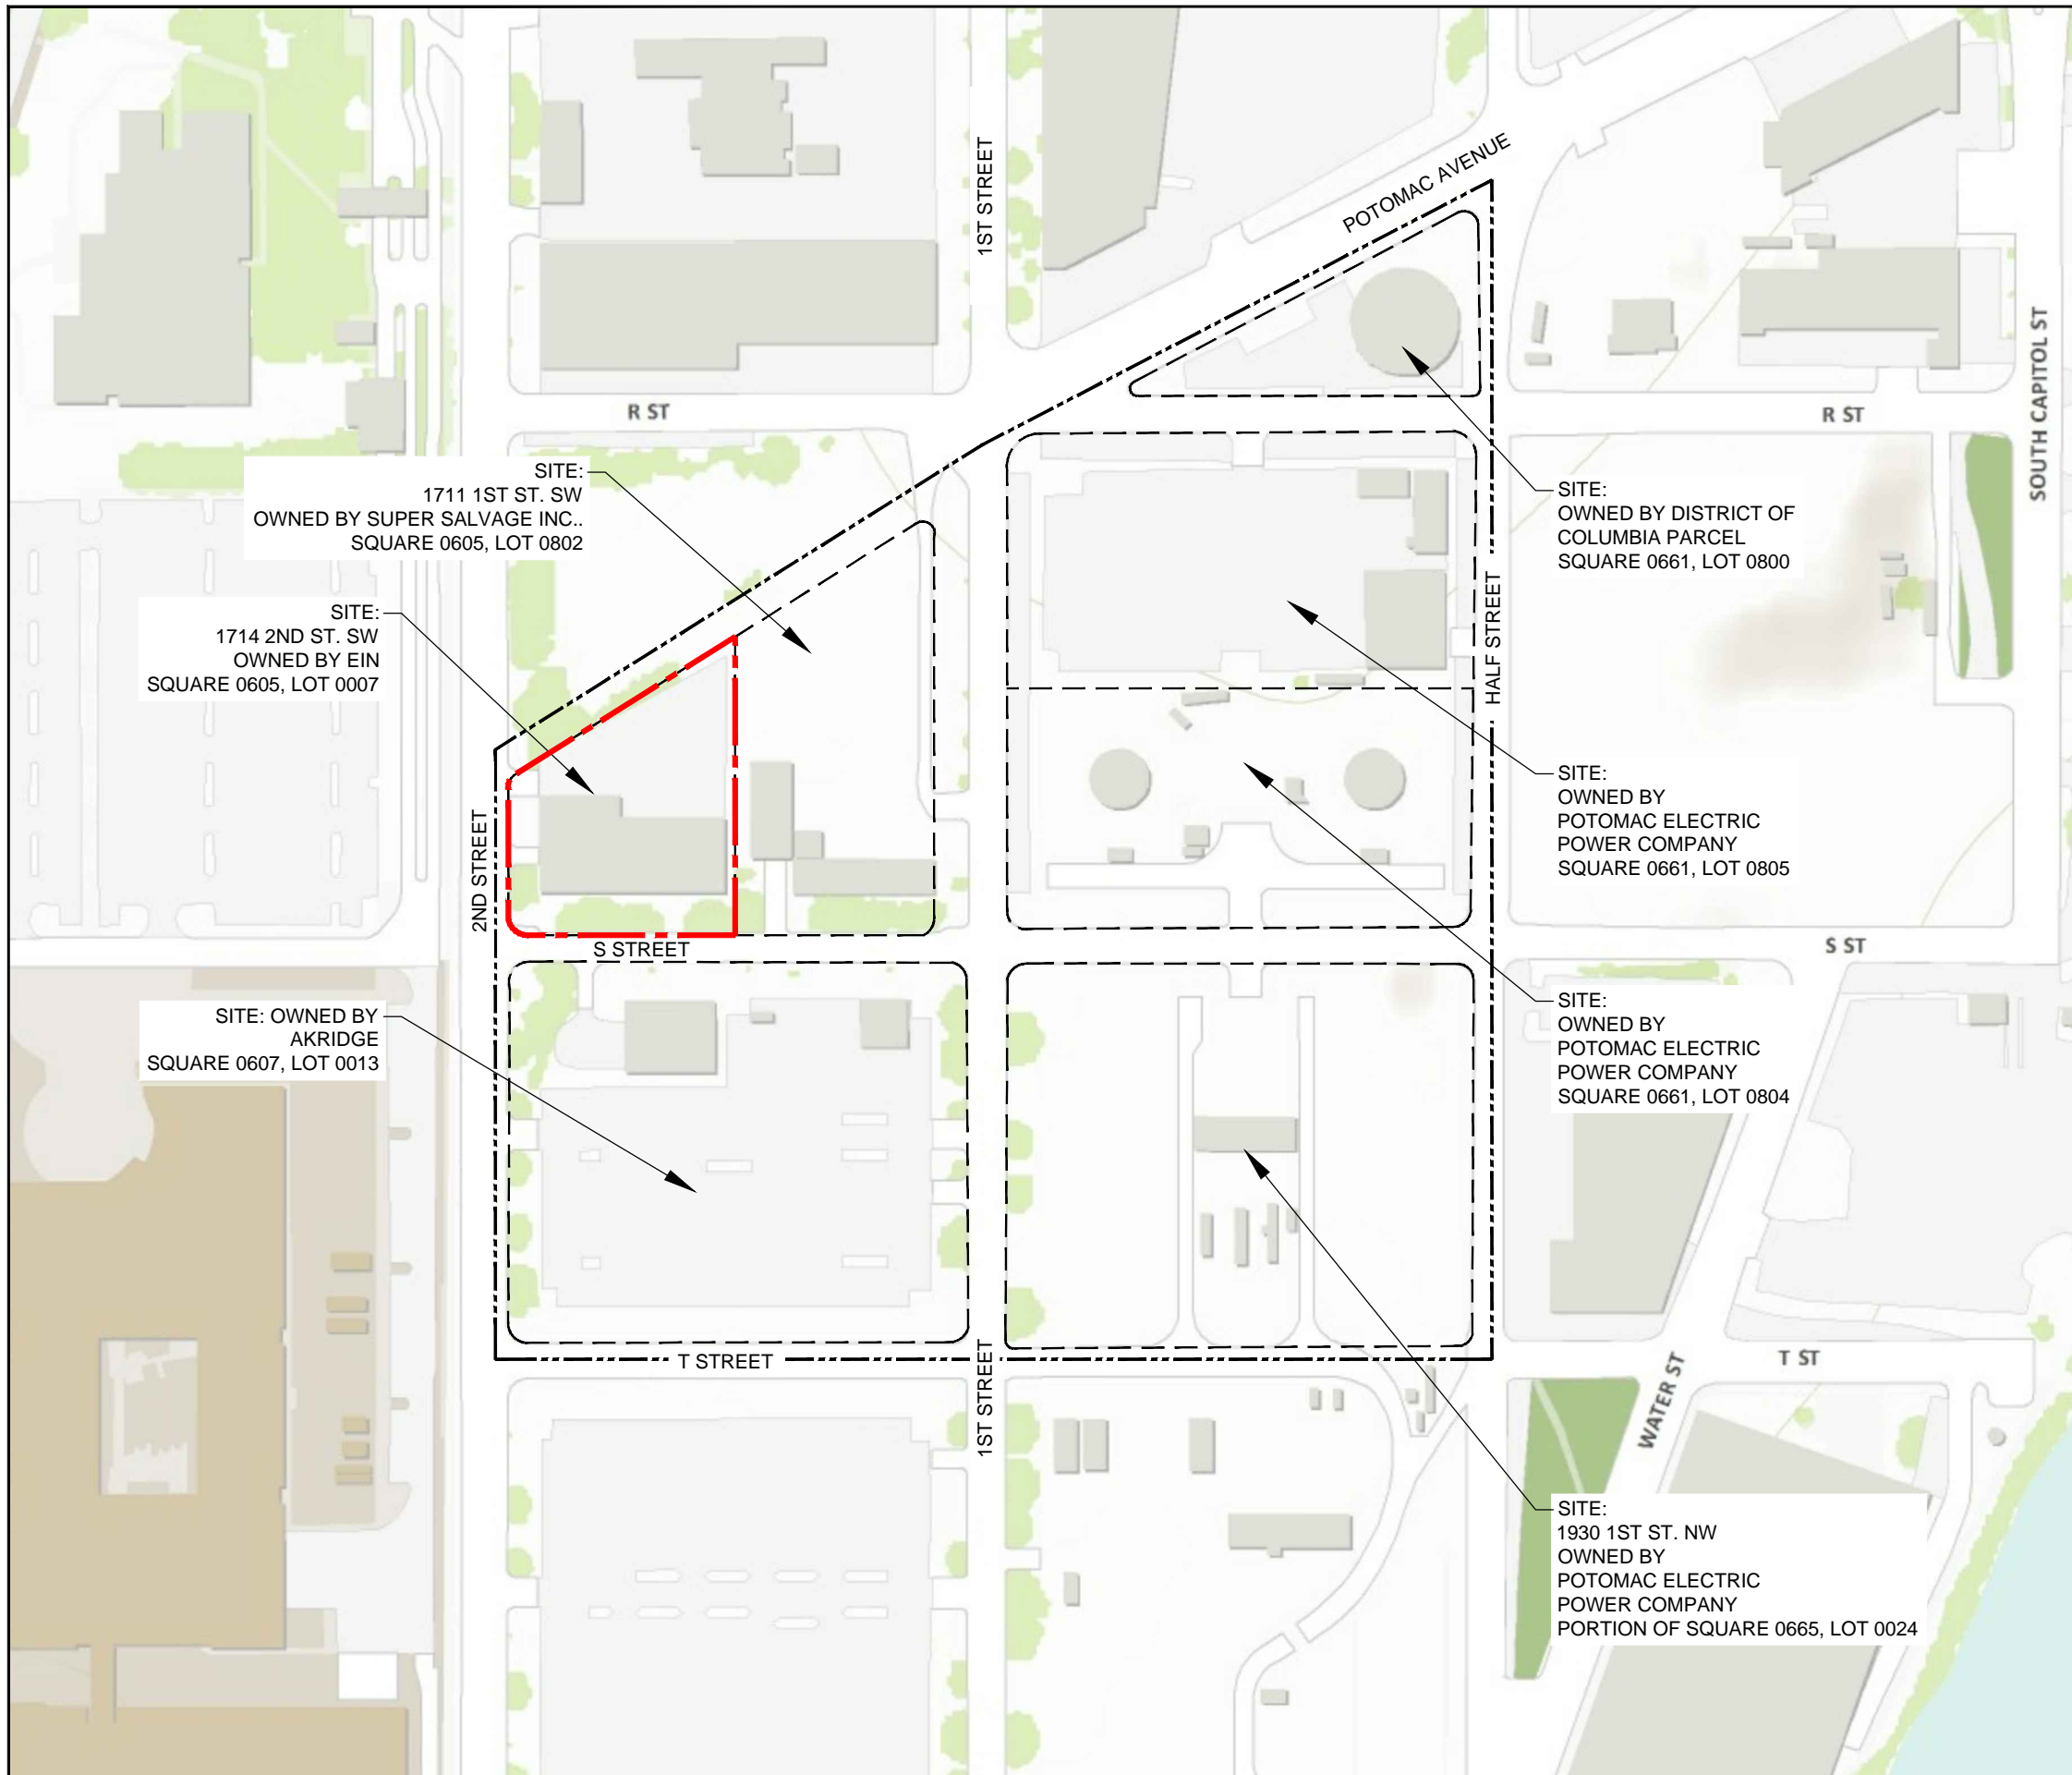 1ST STREET
POTOMAC AVENUE
SOUTH CAPITOL ST
R ST
R ST
SITE:
1711 1ST ST. SW
OWNED BY SUPER SALVAGE INC..
SQUARE 0605, LOT 0802
SITE:
OWNED BY DISTRICT OF
COLUMBIA PARCEL
SQUARE 0661, LOT 0800
SITE:
1714 2ND ST. SW
OWNED BY EIN
SQUARE 0605, LOT 0007
HALF STREET
SITE:
OWNED BY
POTOMAC ELECTRIC
POWER COMPANY
SQUARE 0661, LOT 0805
2ND STREET
S STREET
S ST
SITE: OWNED BY
AKRIDGE
SQUARE 0607, LOT 0013
SITE:
OWNED BY
POTOMAC ELECTRIC
POWER COMPANY
SQUARE 0661, LOT 0804
T STREET
1ST STREET
T ST
WATER ST
SITE:
1930 1ST ST. NW
OWNED BY
POTOMAC ELECTRIC
POWER COMPANY
PORTION OF SQUARE 0665, LOT 0024